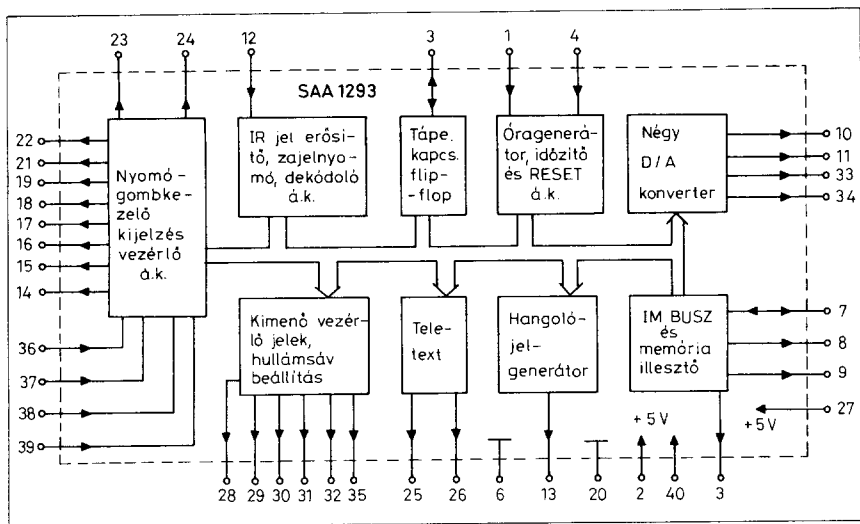 23 24 12 3 1 4
SAA 1293
22
21
19
18
17
16
15
14
36
37
38
39
Nyomó-
gombke-
zelő
kijelzés
vezérlő
á.k.
IR jel erősí-
tő, zajelnyo-
mó, dekódoló
á.k.
Tápe.
kapcs.
flip-
-flop
Óragenerá-
tor, időzítő
és RESET
á.k.
Négy
D/A
konverter
10
11
33
34
Kimenő vezér-
lő jelek,
hullámsáv
beállítás
Tele-
text
Hangoló-
jel-
generátor
IM BUSZ
és
memória
illesztő
7
8
9
27
+5V
+5V
28 29 30 31 32 35 25 26 6 13 20 2 40 3